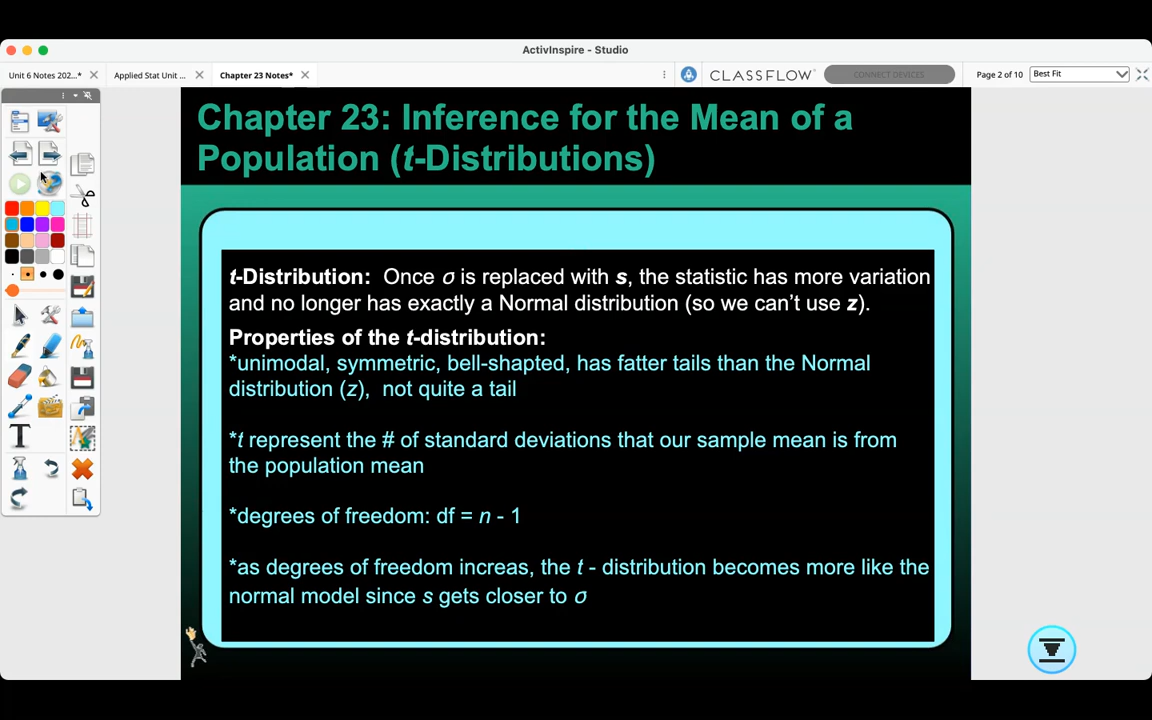 ActivInspire - Studio
Unit 6 Notes 202...*
Applied Stat Unit ...
Chapter 23 Notes*
CLASSFLOW
CONNECT DEVICES
Page 2 of 10
Best Fit
Chapter 23: Inference for the Mean of a
Population (t-Distributions)
t-Distribution: Once σ is replaced with s, the statistic has more variation
and no longer has exactly a Normal distribution (so we can't use z).
Properties of the t-distribution:
*unimodal, symmetric, bell-shapted, has fatter tails than the Normal
distribution (z), not quite a tail
*t represent the # of standard deviations that our sample mean is from
the population mean
*degrees of freedom: df = n - 1
*as degrees of freedom increas, the t - distribution becomes more like the
normal model since s gets closer to σ
T